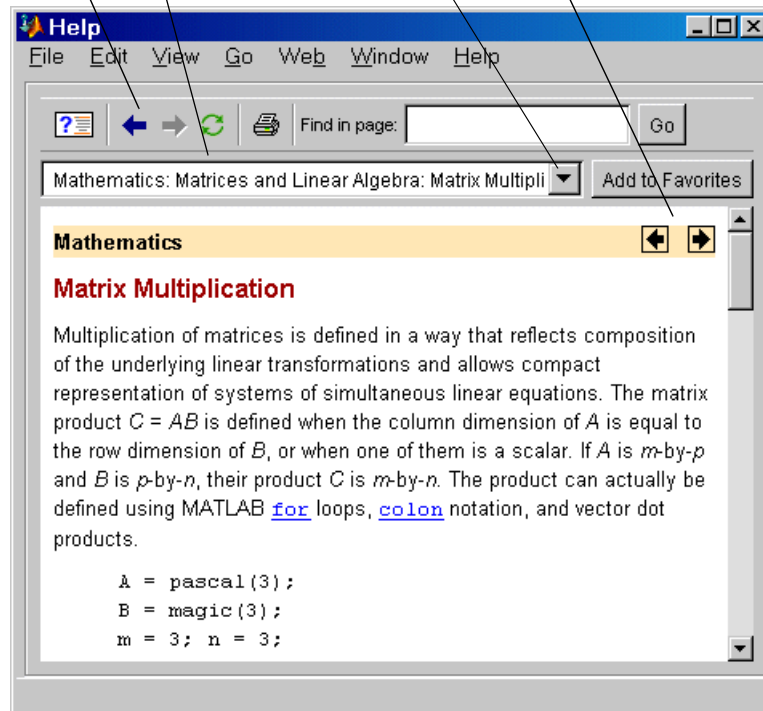 Help
File Edit View Go Web Window Help
Find in page: Go
Mathematics: Matrices and Linear Algebra: Matrix Multipli Add to Favorites
Mathematics
Matrix Multiplication
Multiplication of matrices is defined in a way that reflects composition
of the underlying linear transformations and allows compact
representation of systems of simultaneous linear equations. The matrix
product C = AB is defined when the column dimension of A is equal to
the row dimension of B, or when one of them is a scalar. If A is m-by-p
and B is p-by-n, their product C is m-by-n. The product can actually be
defined using MATLAB for loops, colon notation, and vector dot
products.
A = pascal(3);
B = magic(3);
m = 3; n = 3;